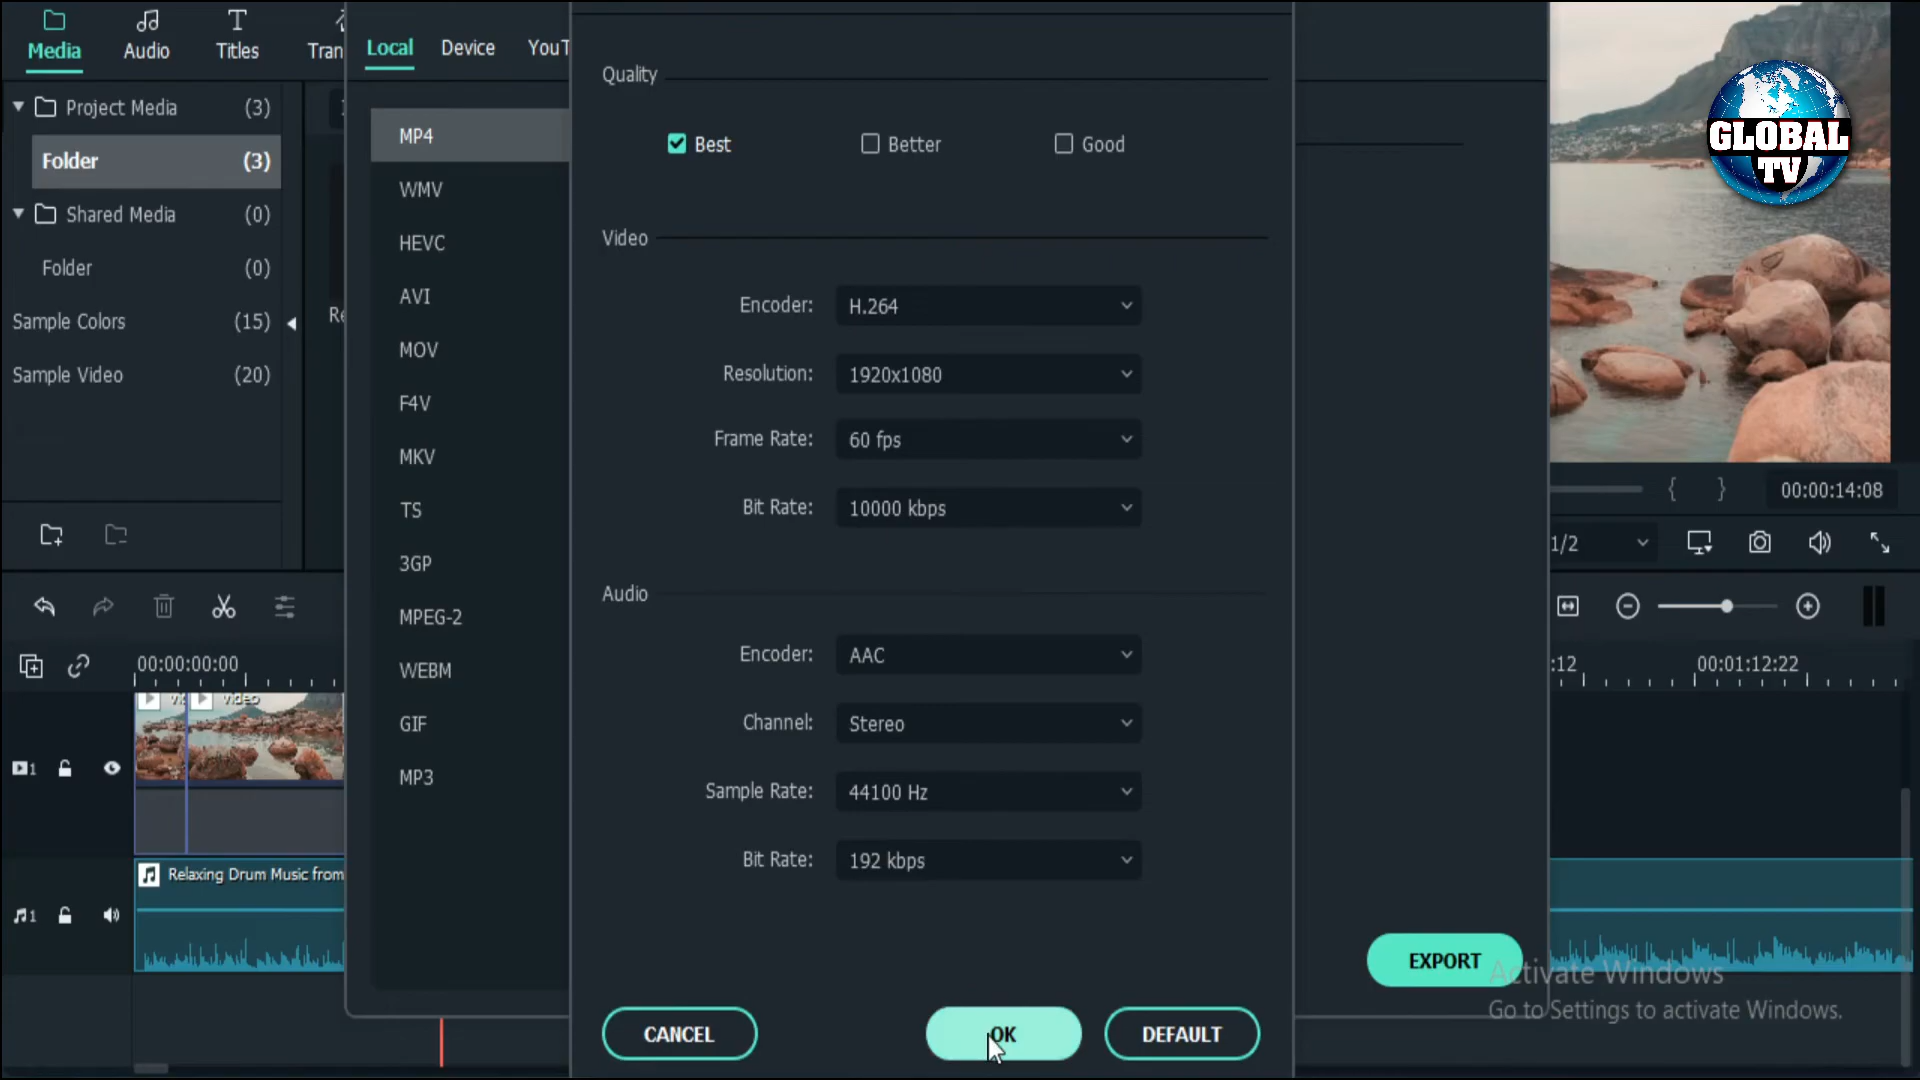 Media
Audio
Titles
Tran
Project Media (3)
Folder (3)
Shared Media (0)
Folder (0)
Sample Colors (15)
Sample Video (20)
Local
Device
YouT
MP4
WMV
HEVC
AVI
MOV
F4V
MKV
TS
3GP
MPEG-2
WEBM
GIF
MP3
Quality
Best
Better
Good
Video
Encoder: H.264
Resolution: 1920x1080
Frame Rate: 60 fps
Bit Rate: 10000 kbps
Audio
Encoder: AAC
Channel: Stereo
Sample Rate: 44100 Hz
Bit Rate: 192 kbps
CANCEL
OK
DEFAULT
EXPORT
GLOBAL
TV
{ } 00:00:14:08
1/2
00:00:00:00
:12
00:01:12:22
video
1
Relaxing Drum Music from
1
Activate Windows
Go to Settings to activate Windows.